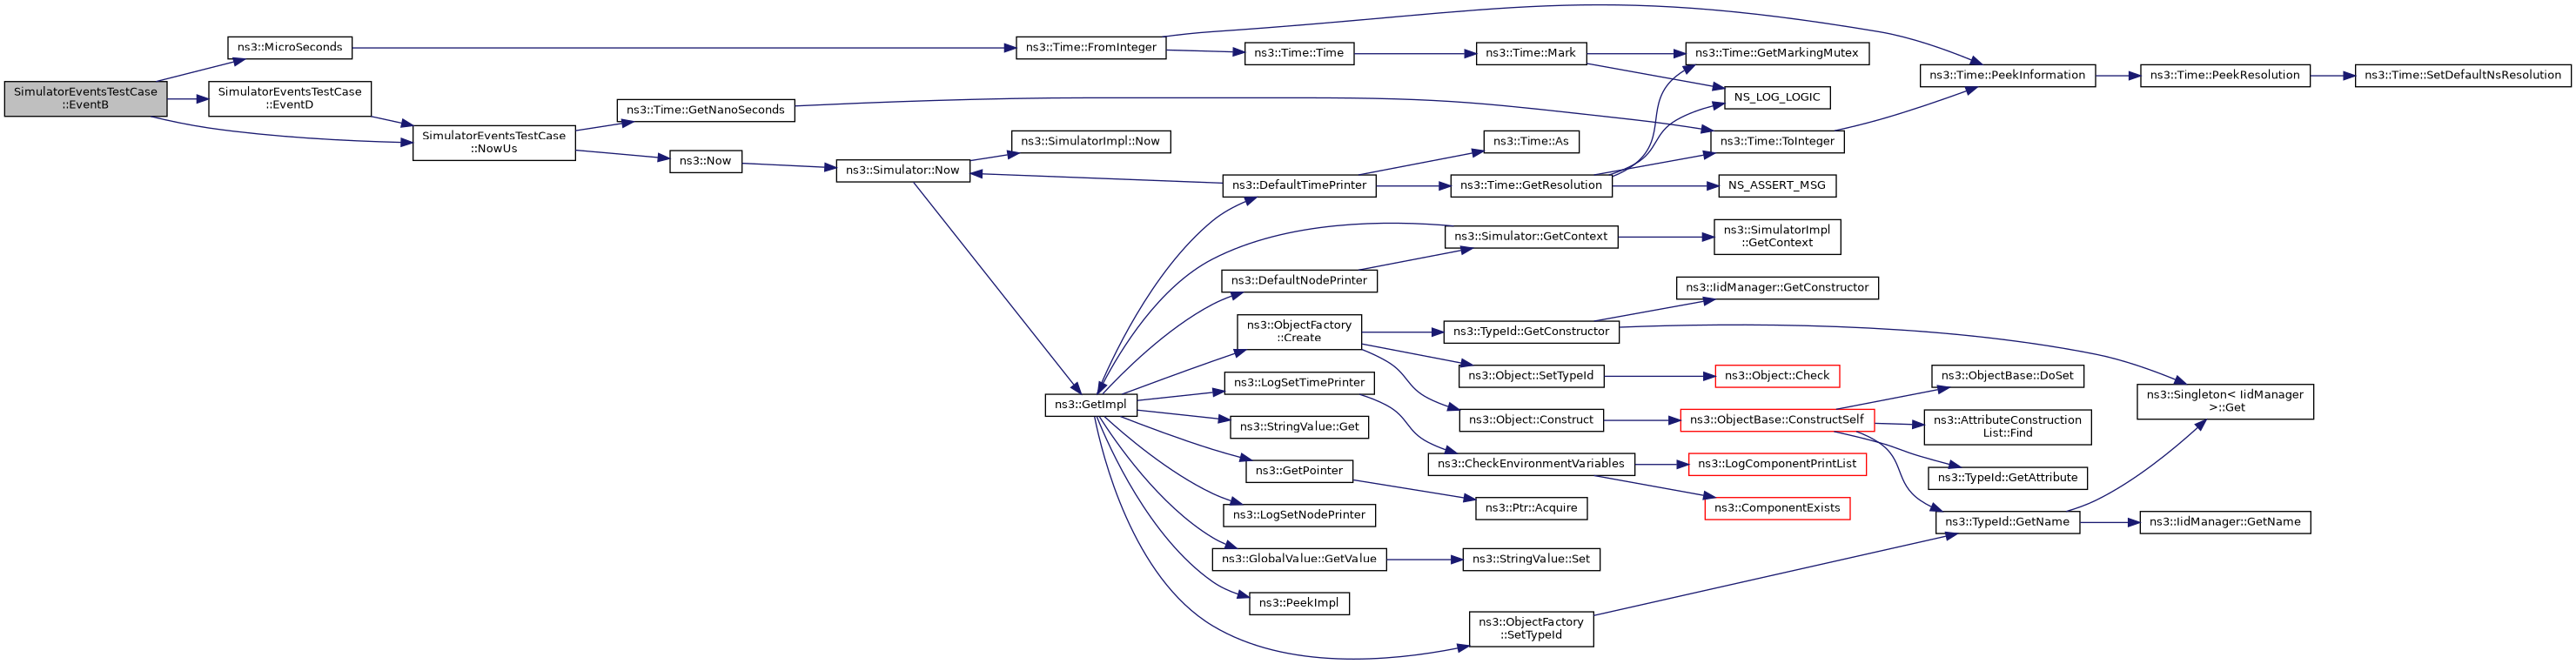 SimulatorEventsTestCase
::EventB
ns3::MicroSeconds
SimulatorEventsTestCase
::EventD
SimulatorEventsTestCase
::NowUs
ns3::Time::GetNanoSeconds
ns3::Now
ns3::Simulator::Now
ns3::Time::FromInteger
ns3::SimulatorImpl::Now
ns3::GetImpl
ns3::Time::Time
ns3::DefaultTimePrinter
ns3::DefaultNodePrinter
ns3::ObjectFactory
::Create
ns3::LogSetTimePrinter
ns3::StringValue::Get
ns3::GetPointer
ns3::LogSetNodePrinter
ns3::GlobalValue::GetValue
ns3::PeekImpl
ns3::Time::Mark
ns3::Time::As
ns3::Time::GetResolution
ns3::Simulator::GetContext
ns3::TypeId::GetConstructor
ns3::Object::SetTypeId
ns3::Object::Construct
ns3::CheckEnvironmentVariables
ns3::Ptr::Acquire
ns3::StringValue::Set
ns3::ObjectFactory
::SetTypeId
ns3::Time::GetMarkingMutex
NS_LOG_LOGIC
ns3::Time::ToInteger
NS_ASSERT_MSG
ns3::SimulatorImpl
::GetContext
ns3::IidManager::GetConstructor
ns3::Object::Check
ns3::ObjectBase::ConstructSelf
ns3::LogComponentPrintList
ns3::ComponentExists
ns3::Time::PeekInformation
ns3::ObjectBase::DoSet
ns3::AttributeConstruction
List::Find
ns3::TypeId::GetAttribute
ns3::TypeId::GetName
ns3::Time::PeekResolution
ns3::Singleton< IidManager
>::Get
ns3::IidManager::GetName
ns3::Time::SetDefaultNsResolution